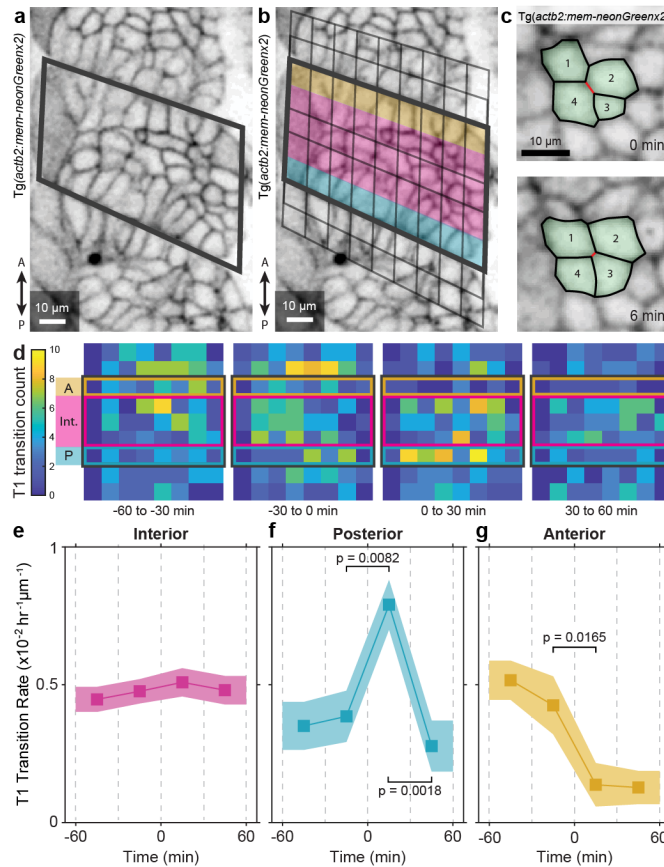 a
b
c
Tg(actb2:mem-neonGreenx2)
Tg(actb2:mem-neonGreenx2)
Tg(actb2:mem-neonGreenx2
1
2
4
3
10 µm
0 min
1
2
4
3
6 min
A
P
10 µm
A
P
10 µm
d
T1 transition count
10
8
6
4
2
0
A
Int.
P
-60 to -30 min
-30 to 0 min
0 to 30 min
30 to 60 min
e
Interior
f
Posterior
g
Anterior
T1 Transition Rate (x10⁻² hr⁻¹µm⁻¹)
1
0.5
0
p = 0.0082
p = 0.0018
p = 0.0165
-60
0
60
-60
0
60
-60
0
60
Time (min)
Time (min)
Time (min)